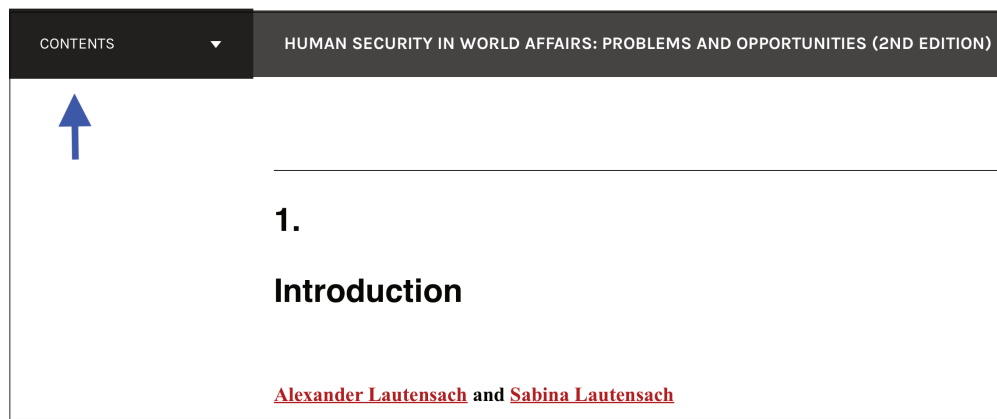 CONTENTS
HUMAN SECURITY IN WORLD AFFAIRS: PROBLEMS AND OPPORTUNITIES (2ND EDITION)
1.
Introduction
Alexander Lautensach and Sabina Lautensach